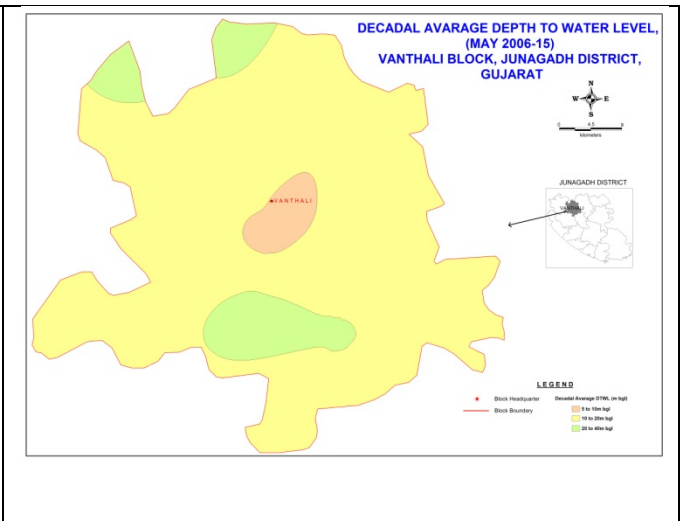 DECADAL AVARAGE DEPTH TO WATER LEVEL,
(MAY 2006-15)
VANTHALI BLOCK, JUNAGADH DISTRICT,
GUJARAT
N
W E
S
0 4.5 9
kilometers
JUNAGADH DISTRICT
VANTHALI
VANTHALI
LEGEND
Block Headquarter
Block Boundary
Decadal Avarage DTWL (m bgl)
5 to 10m bgl
10 to 20m bgl
20 to 40m bgl